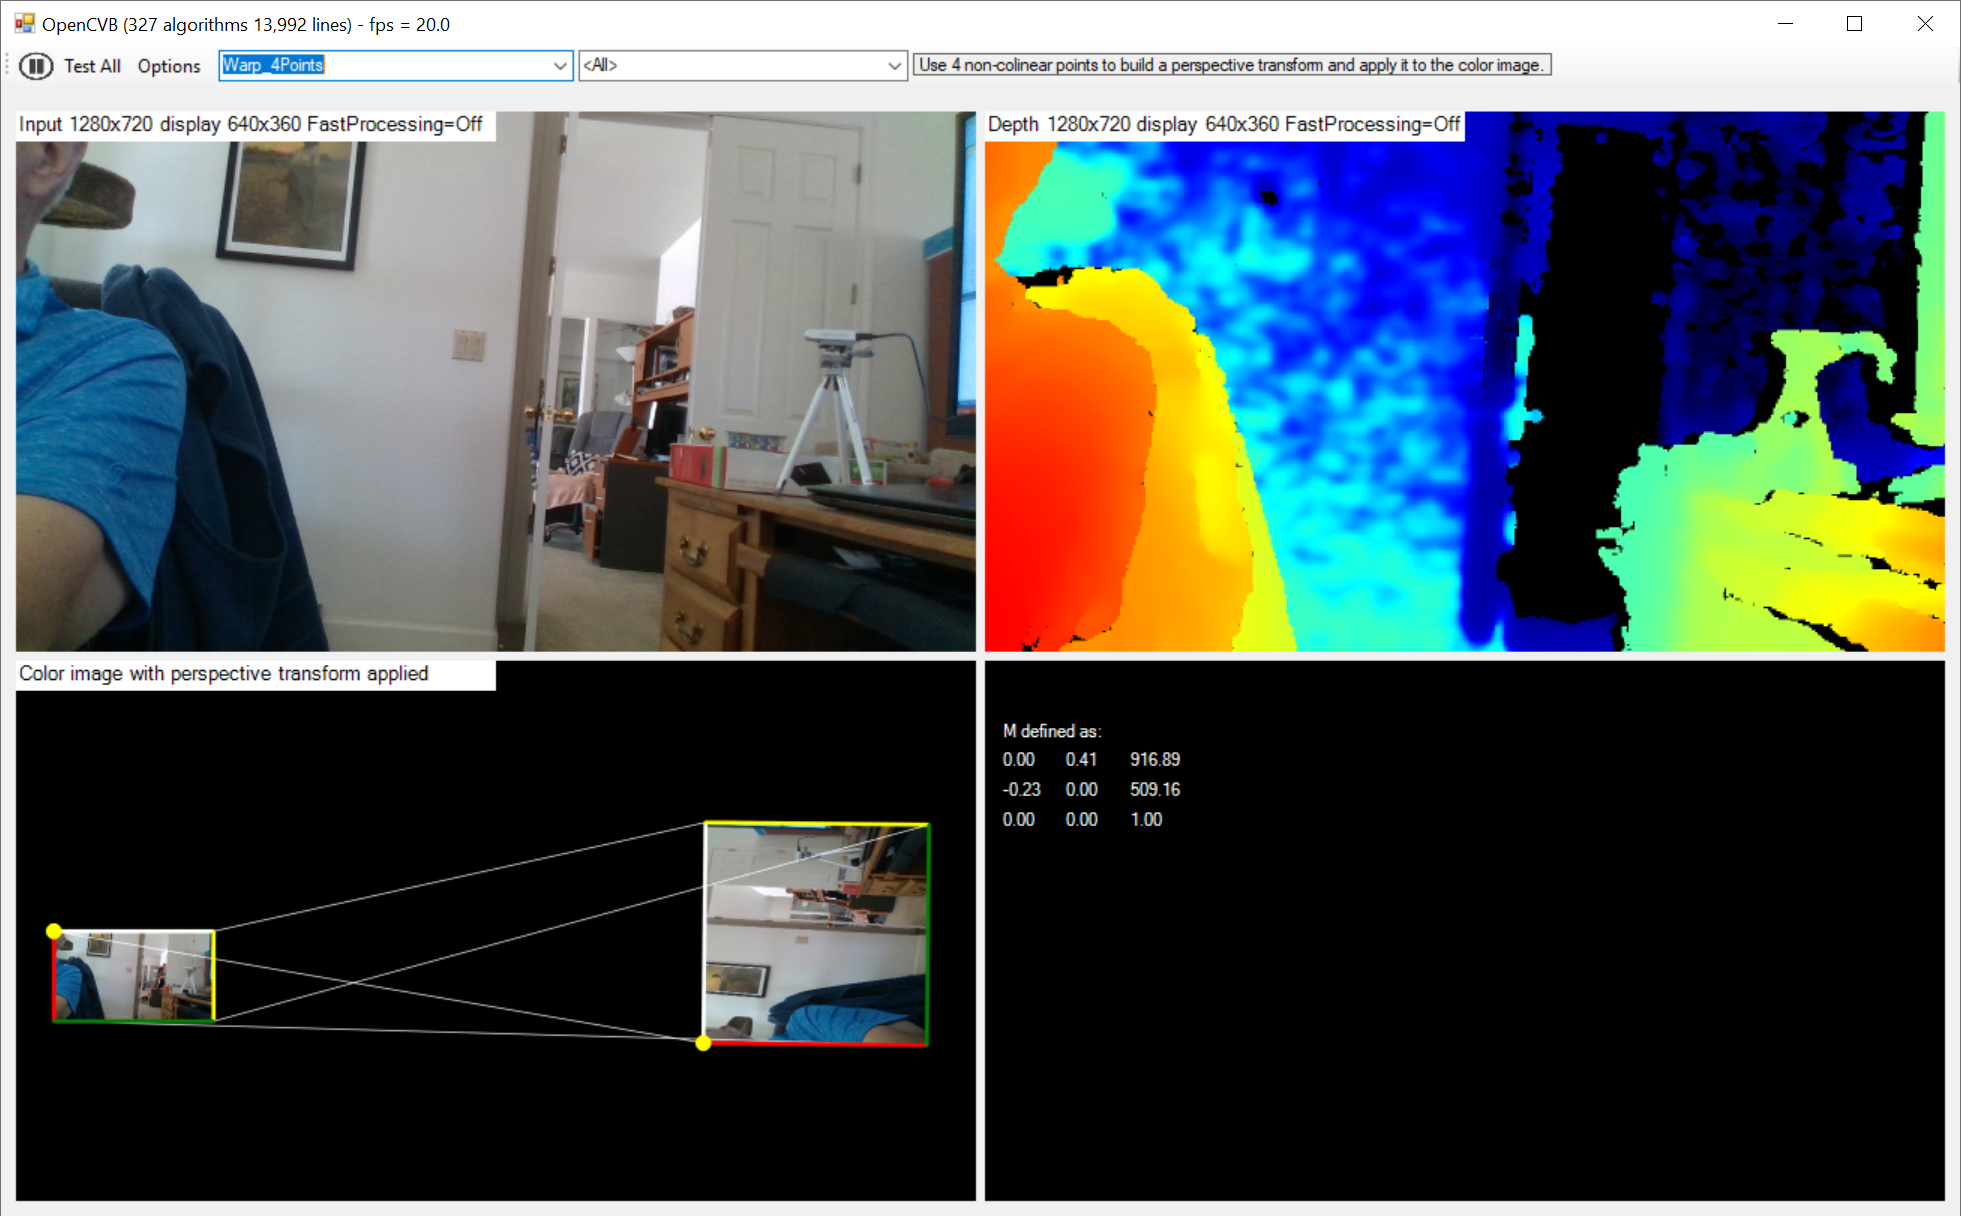 OpenCVB (327 algorithms 13,992 lines) - fps = 20.0
Test All Options Warp_4Points <All> Use 4 non-colinear points to build a perspective transform and apply it to the color image.
Input 1280x720 display 640x360 FastProcessing=Off
Depth 1280x720 display 640x360 FastProcessing=Off
Color image with perspective transform applied
M defined as:
0.00 0.41 916.89
-0.23 0.00 509.16
0.00 0.00 1.00